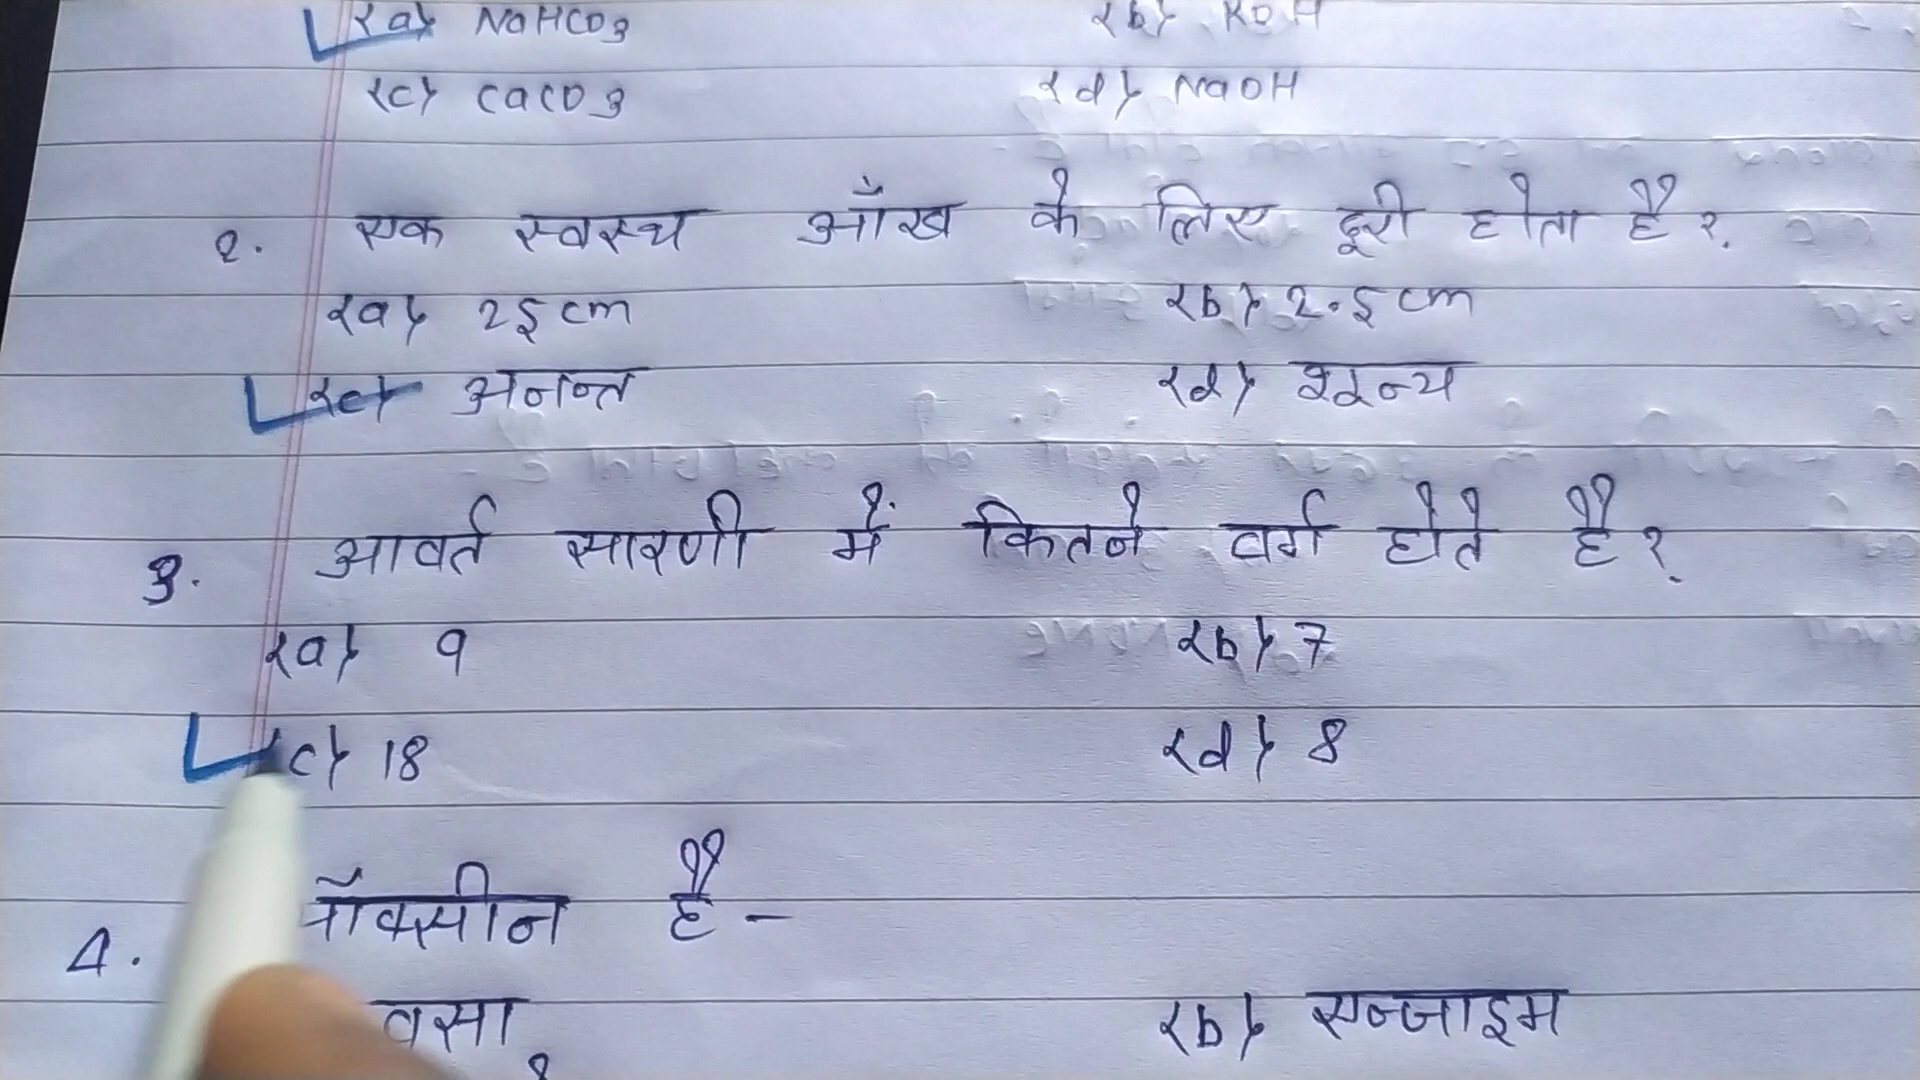 (a) NaHCO3 (b) KOH
(c) CaCO3 (d) NaOH
2. एक स्वस्थ आँख के लिए दूरी होता है?
(a) 25 cm (b) 2.5 cm
(c) अनन्त (d) शून्य
3. आवर्त सारणी में कितने वर्ग होते है?
(a) 9 (b) 7
(c) 18 (d) 8
4. है -
वसा (b) एन्जाइम